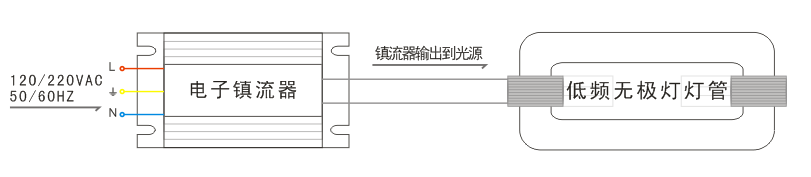 L
120/220VAC
50/60HZ
N
电子镇流器
镇流器输出到光源
低频无极灯灯管